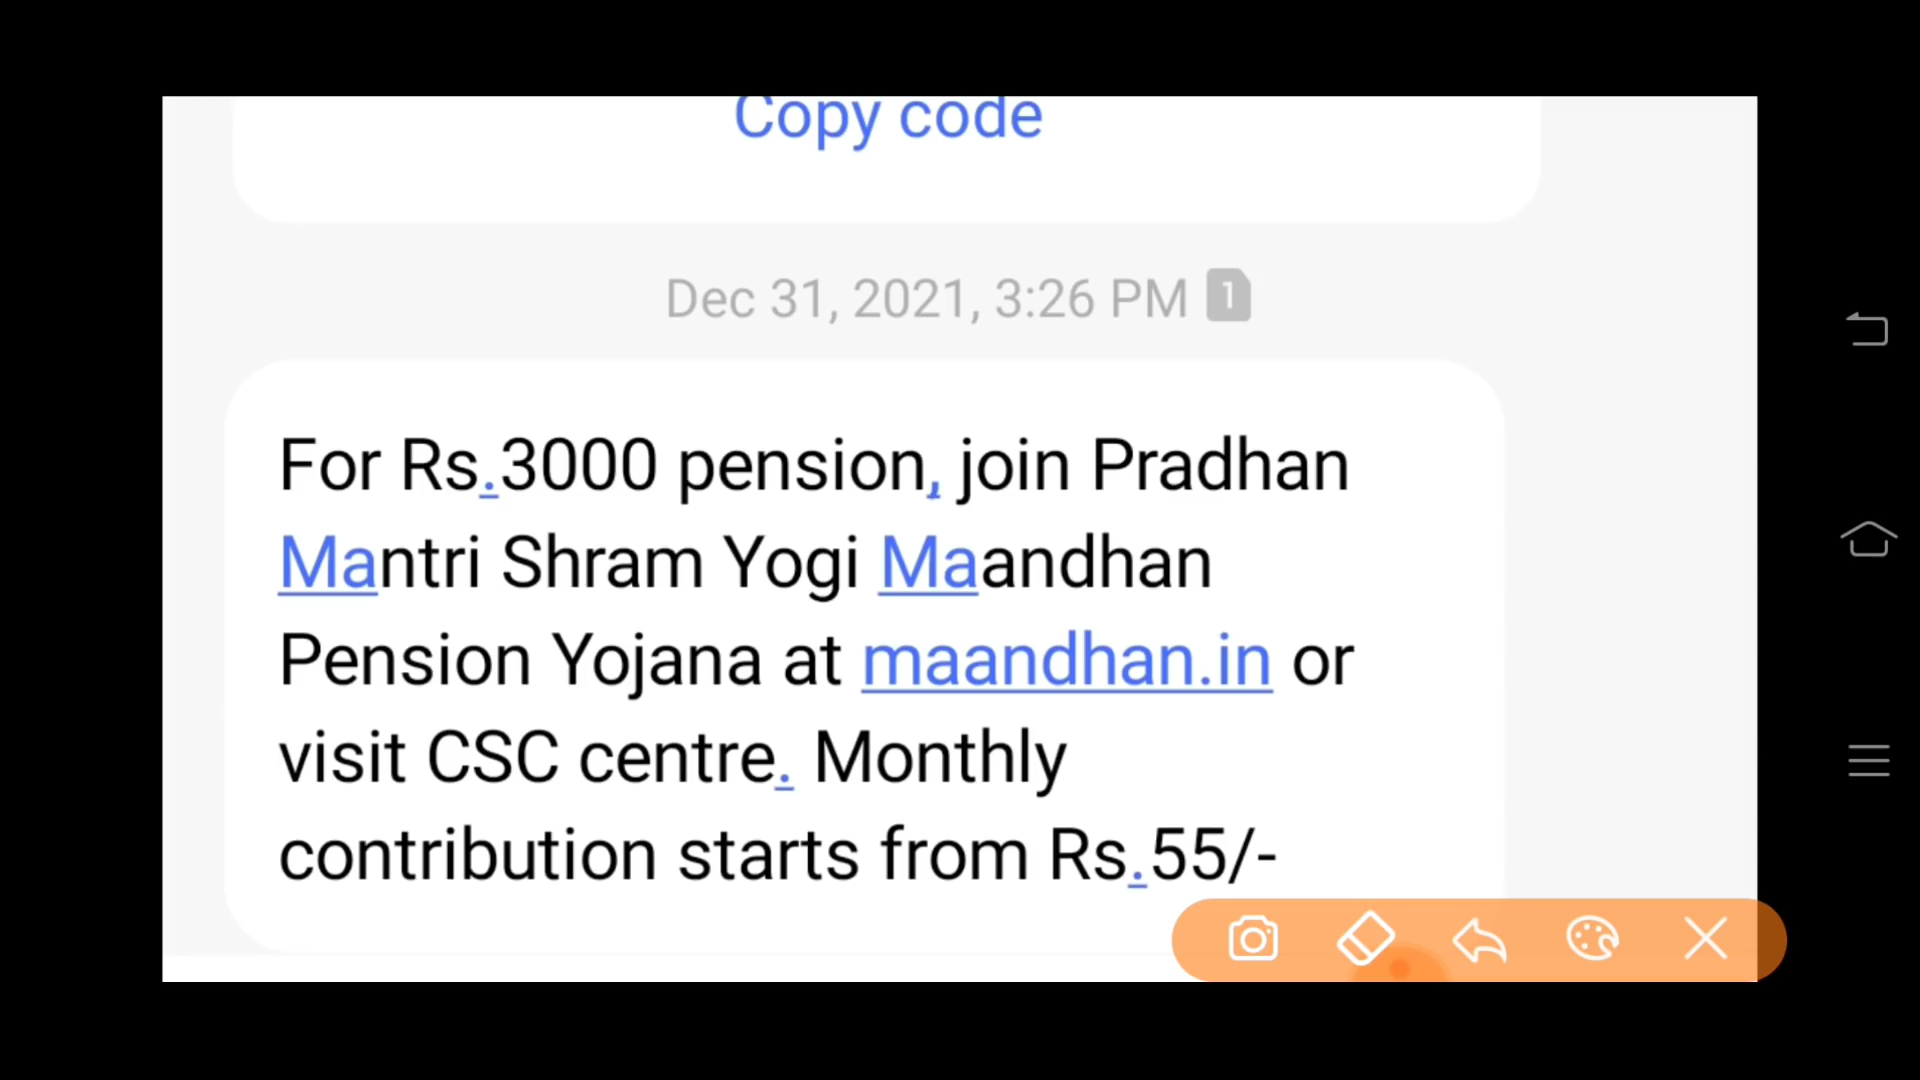 Copy code
Dec 31, 2021, 3:26 PM 1
For Rs.3000 pension, join Pradhan
Mantri Shram Yogi Maandhan
Pension Yojana at maandhan.in or
visit CSC centre. Monthly
contribution starts from Rs.55/-